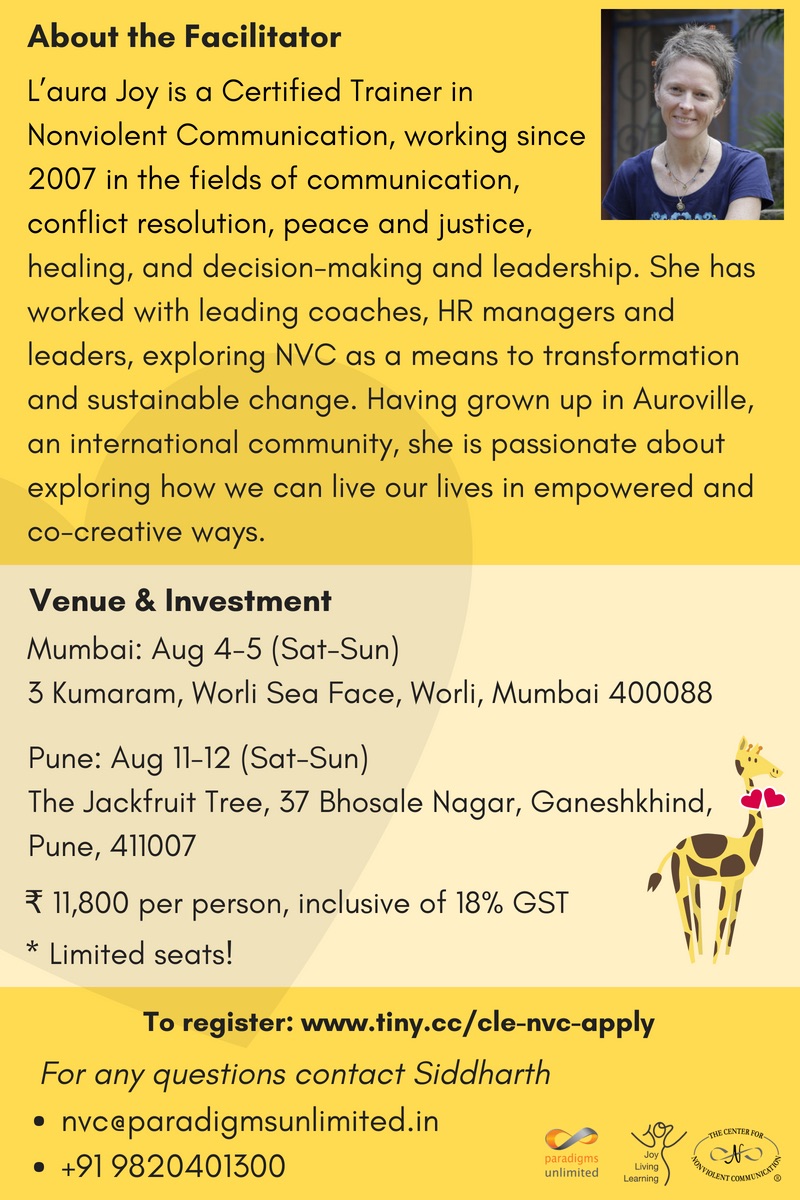 About the Facilitator
L'aura Joy is a Certified Trainer in
Nonviolent Communication, working since
2007 in the fields of communication,
conflict resolution, peace and justice,
healing, and decision-making and leadership. She has
worked with leading coaches, HR managers and
leaders, exploring NVC as a means to transformation
and sustainable change. Having grown up in Auroville,
an international community, she is passionate about
exploring how we can live our lives in empowered and
co-creative ways.
Venue & Investment
Mumbai: Aug 4-5 (Sat-Sun)
3 Kumaram, Worli Sea Face, Worli, Mumbai 400088
Pune: Aug 11-12 (Sat-Sun)
The Jackfruit Tree, 37 Bhosale Nagar, Ganeshkhind,
Pune, 411007
₹ 11,800 per person, inclusive of 18% GST
* Limited seats!
To register: www.tiny.cc/cle-nvc-apply
For any questions contact Siddharth
• nvc@paradigmsunlimited.in
• +91 9820401300
paradigms
unlimited
Joy
Living
Learning
THE CENTER FOR
NONVIOLENT COMMUNICATION
®